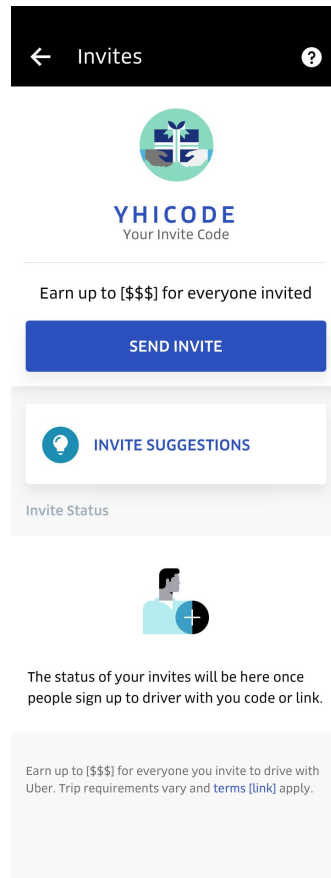 Invites
?
YHICODE
Your Invite Code
Earn up to [$$$] for everyone invited
SEND INVITE
INVITE SUGGESTIONS
Invite Status
The status of your invites will be here once
people sign up to driver with you code or link.
Earn up to [$$$] for everyone you invite to drive with
Uber. Trip requirements vary and terms [link] apply.